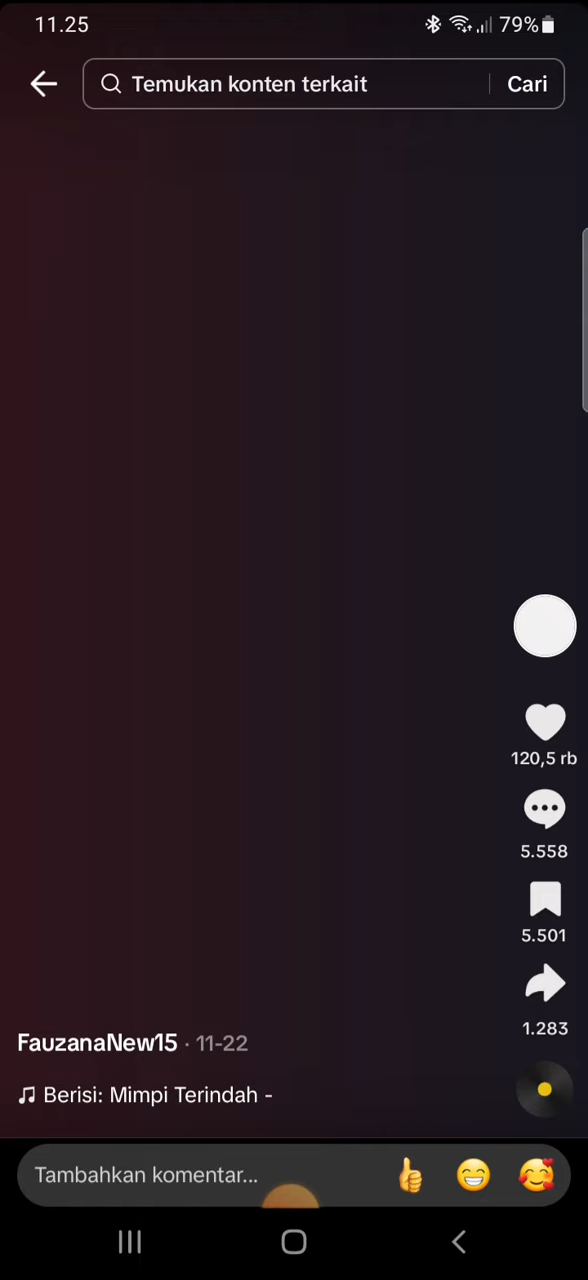 11.25
79%
Temukan konten terkait
Cari
120,5 rb
5.558
5.501
1.283
FauzanaNew15 · 11-22
Berisi: Mimpi Terindah -
Tambahkan komentar...